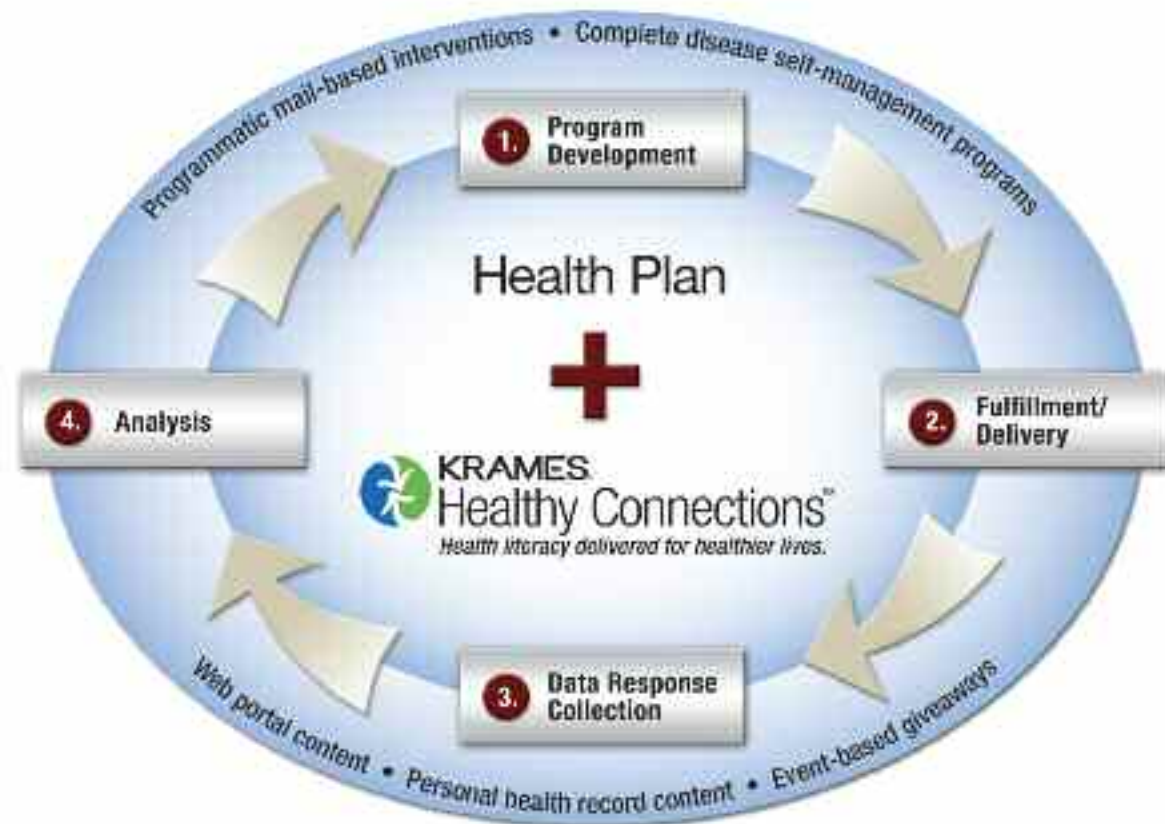 Programmatic mail-based interventions • Complete disease self-management programs
1. Program
Development
Health Plan
4. Analysis
2. Fulfillment/
Delivery
KRAMES
Healthy Connections™
Health literacy delivered for healthier lives.
3. Data Response
Collection
Web portal content • Personal health record content • Event-based giveaways